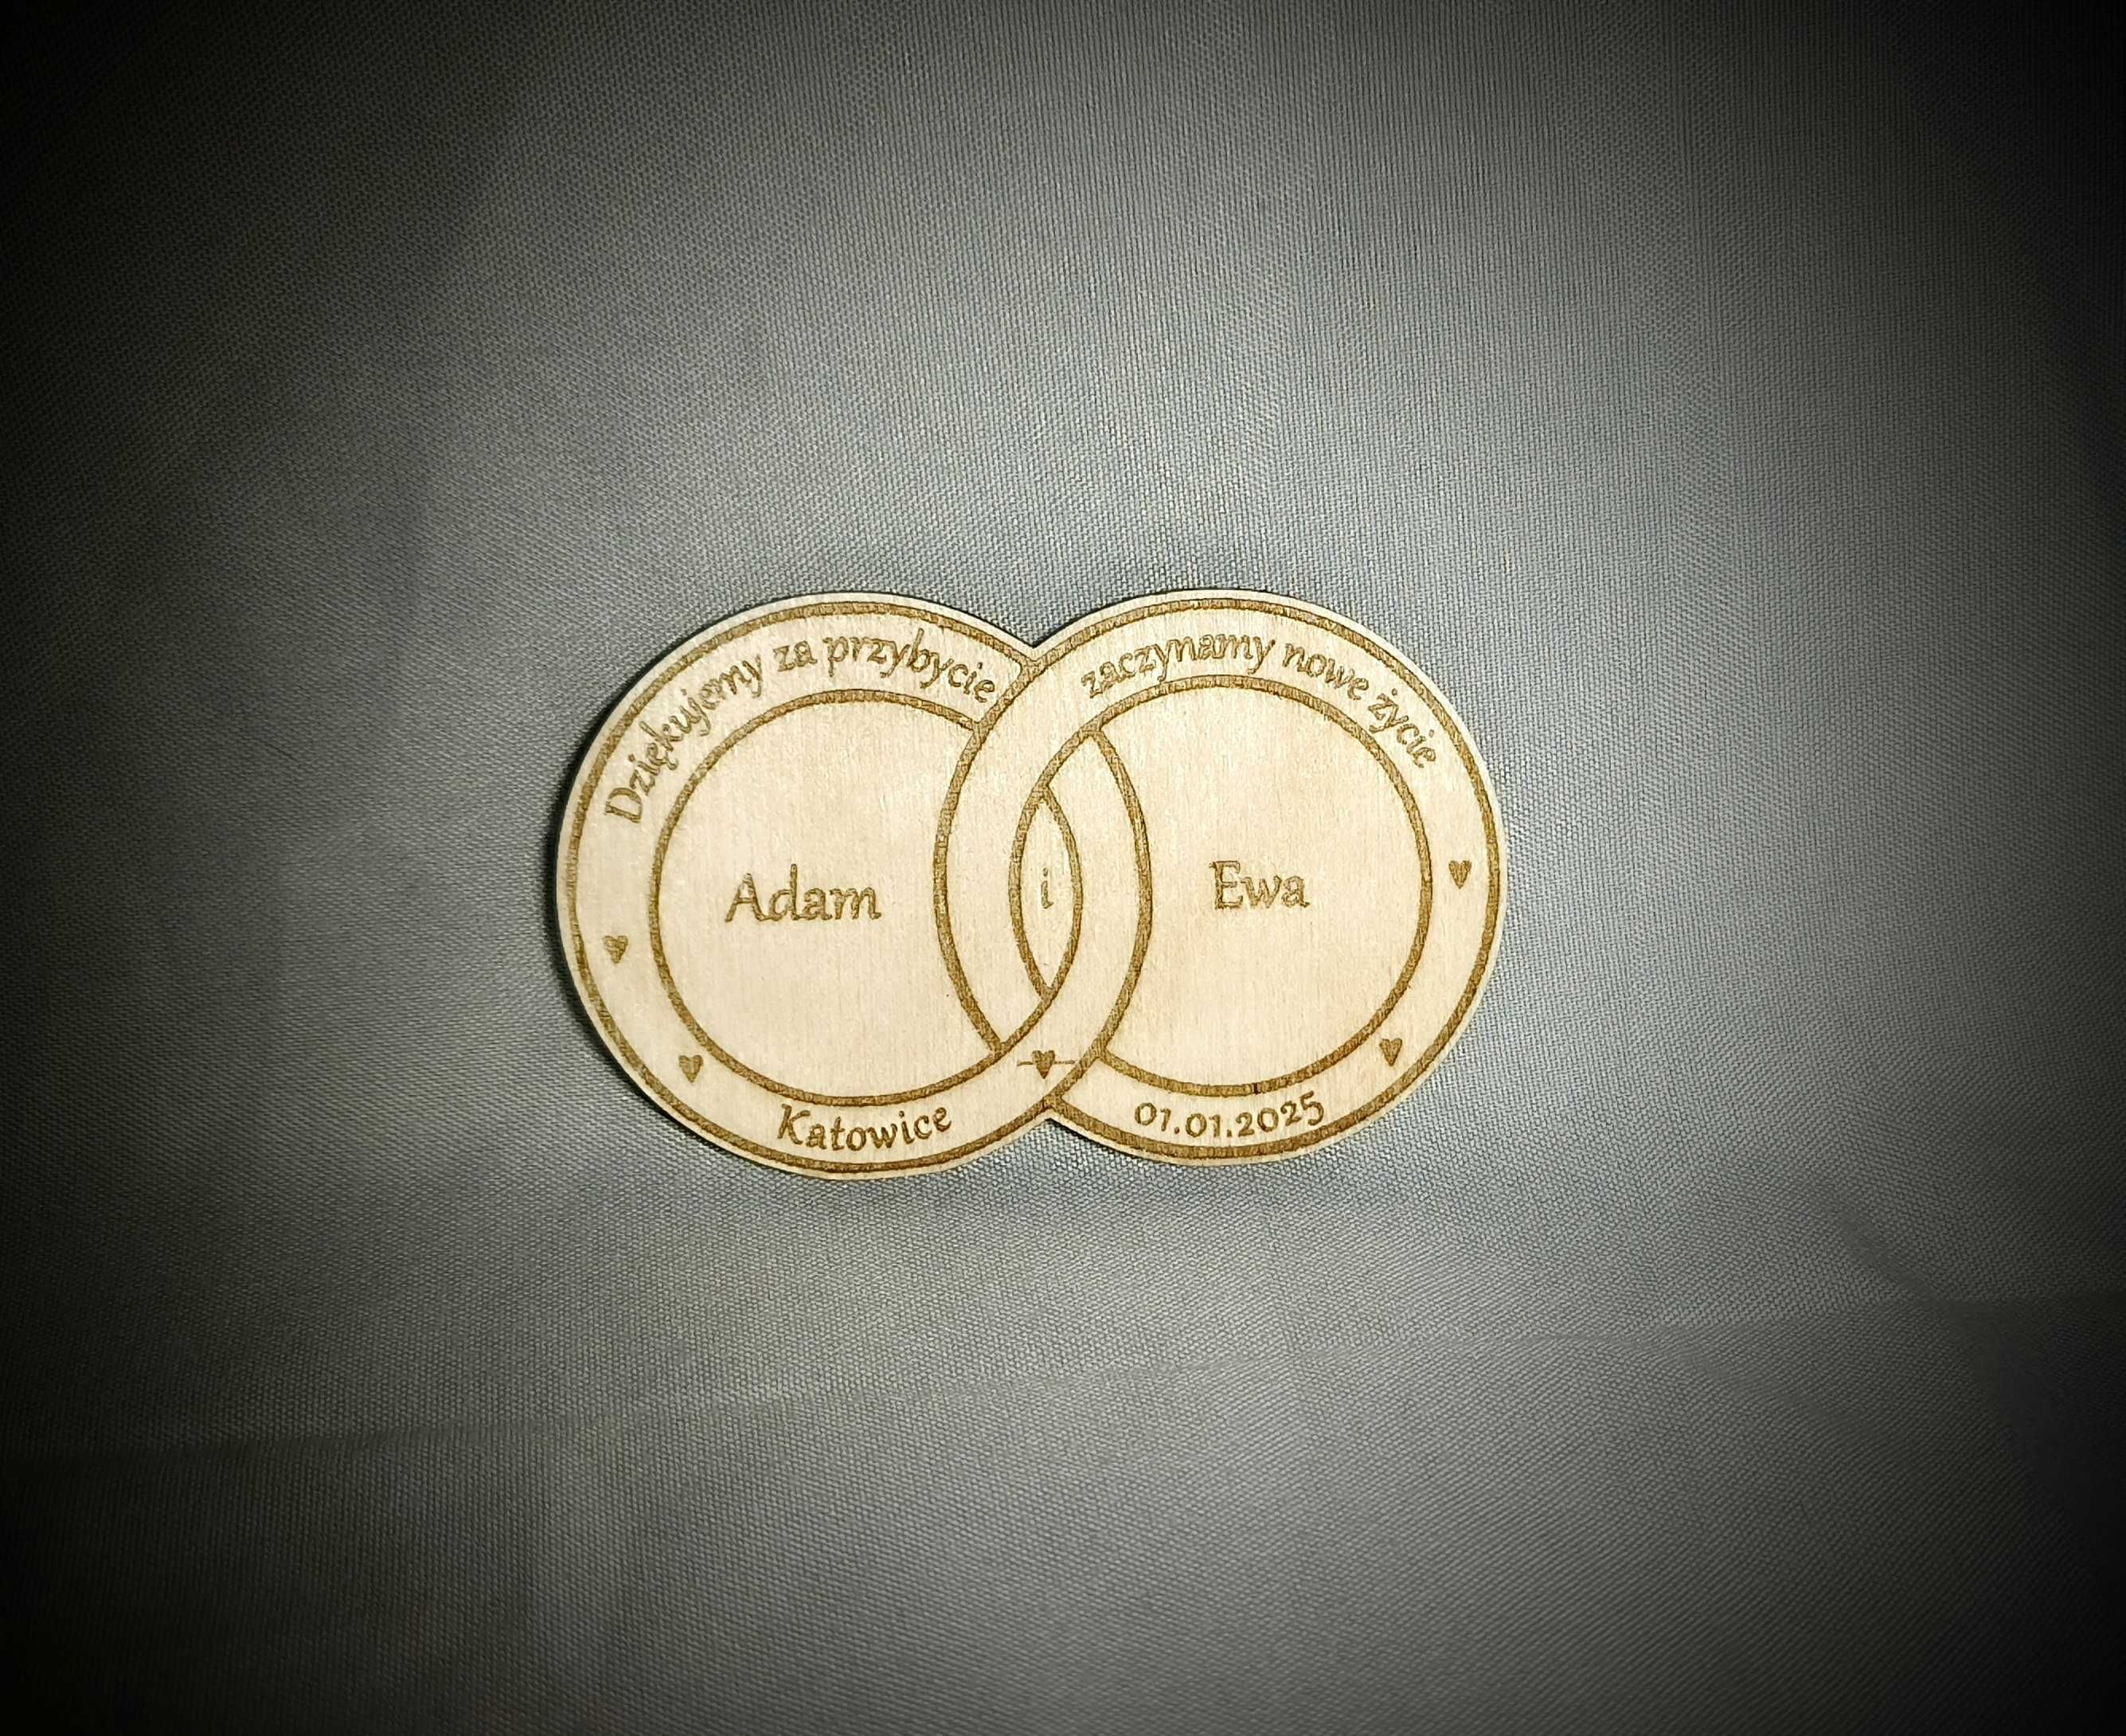 Dziękujemy za przybycie
zaczynamy nowe życie
Adam
i
Ewa
Katowice
01.01.2025